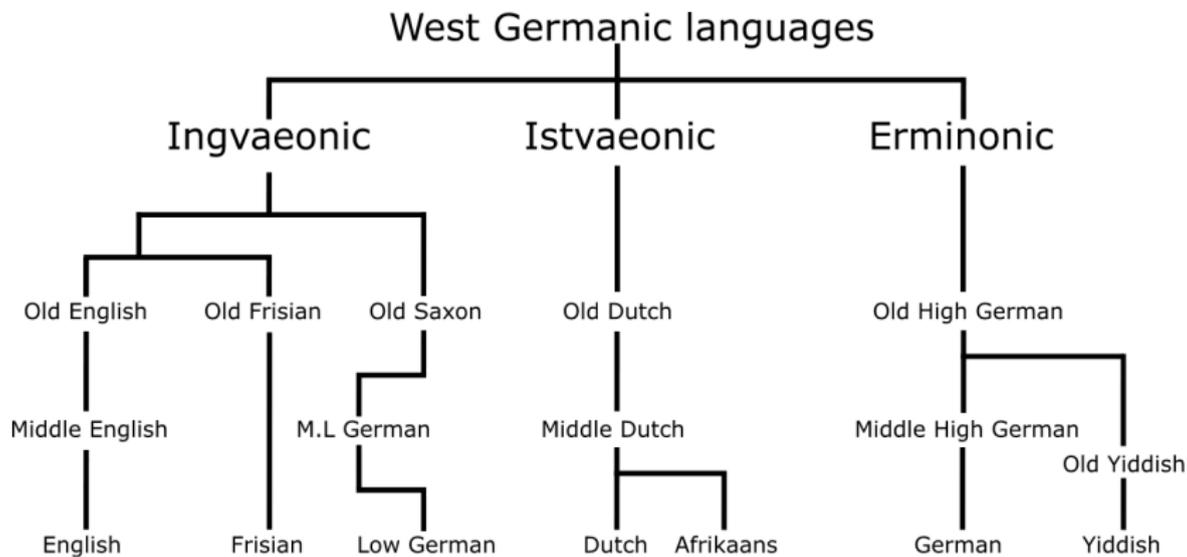 West Germanic languages
Ingvaeonic Istvaeonic Erminonic
Old English Old Frisian Old Saxon Old Dutch Old High German
Middle English M.L German Middle Dutch Middle High German
Old Yiddish
English Frisian Low German Dutch Afrikaans German Yiddish